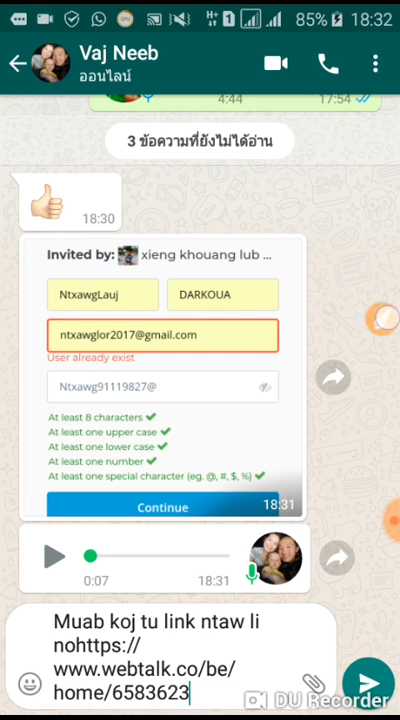 85% 18:32
Vaj Neeb
ออนไลน์
4:44 17:54
3 ข้อความที่ยังไม่ได้อ่าน
18:30
Invited by: xieng khouang lub ...
NtxawgLauj DARKOUA
ntxawglor2017@gmail.com
User already exist
Ntxawg91119827@
At least 8 characters
At least one upper case
At least one lower case
At least one number
At least one special character (eg. @, #, $, %)
Continue 18:31
0:07 18:31
Muab koj tu link ntaw li
nohttps://
www.webtalk.co/be/
home/6583623
DU Recorder